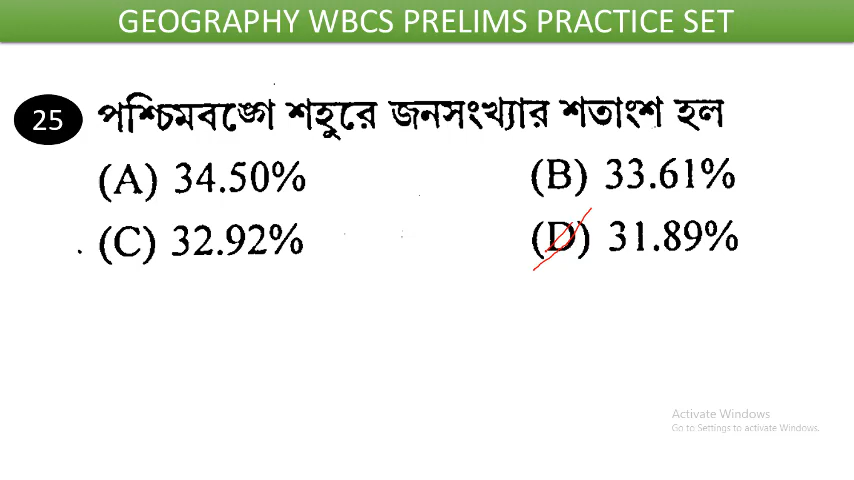 GEOGRAPHY WBCS PRELIMS PRACTICE SET
25 পশ্চিমবঙ্গে শহুরে জনসংখ্যার শতাংশ হল
(A) 34.50% (B) 33.61%
(C) 32.92% (D) 31.89%
Activate Windows
Go to Settings to activate Windows.